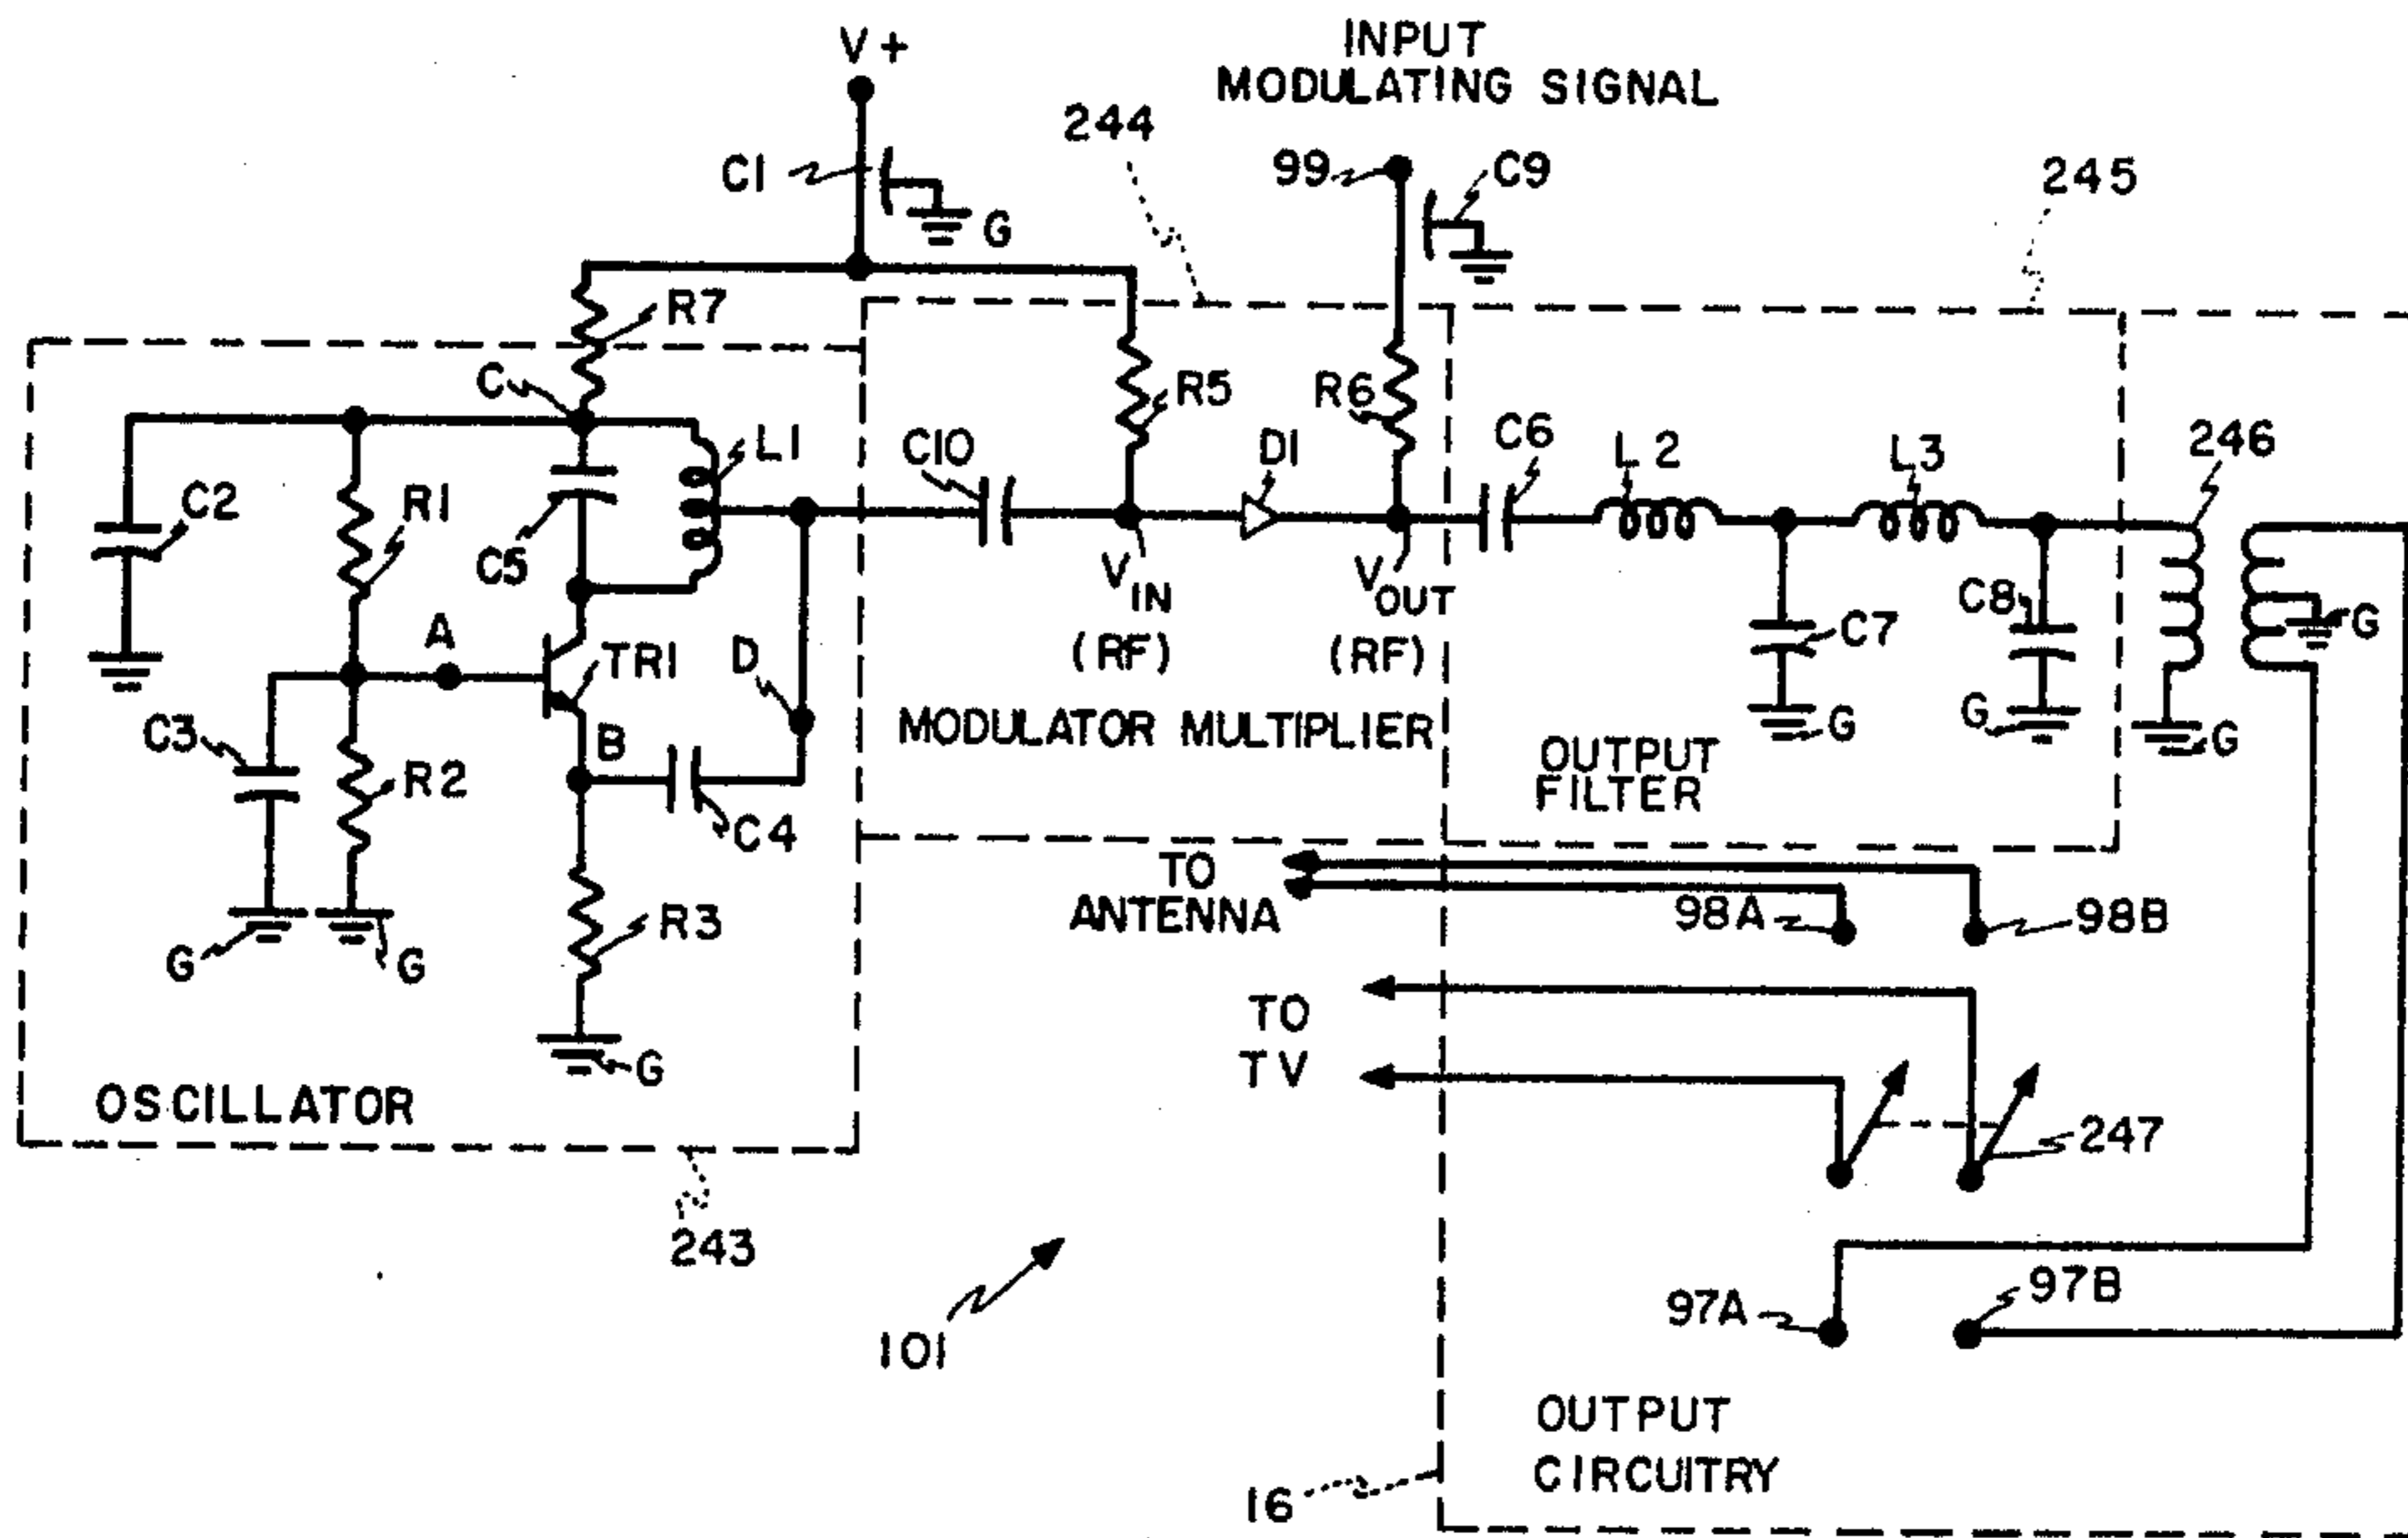 V+
INPUT
MODULATING SIGNAL
244
C1
99
C9
245
G
R7
C
R5
R6
C6
L2
L3
246
L1
C10
D1
C2
R1
C5
VIN
(RF)
VOUT
(RF)
C7
C8
G
A
TR1
D
B
C3
R2
C4
MODULATOR MULTIPLIER
G
G
G
OUTPUT
FILTER
TO
ANTENNA
98A
98B
R3
G
G
G
TO
TV
OSCILLATOR
247
243
97A
97B
101
OUTPUT
CIRCUITRY
16